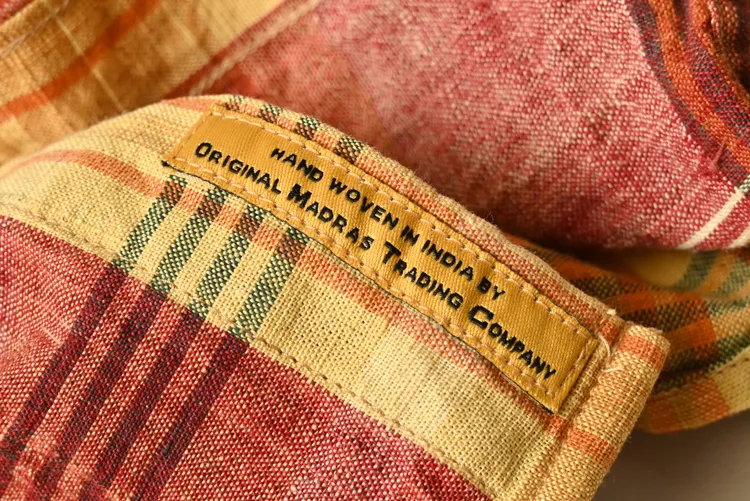 HAND WOVEN IN INDIA BY
ORIGINAL MADRAS TRADING COMPANY